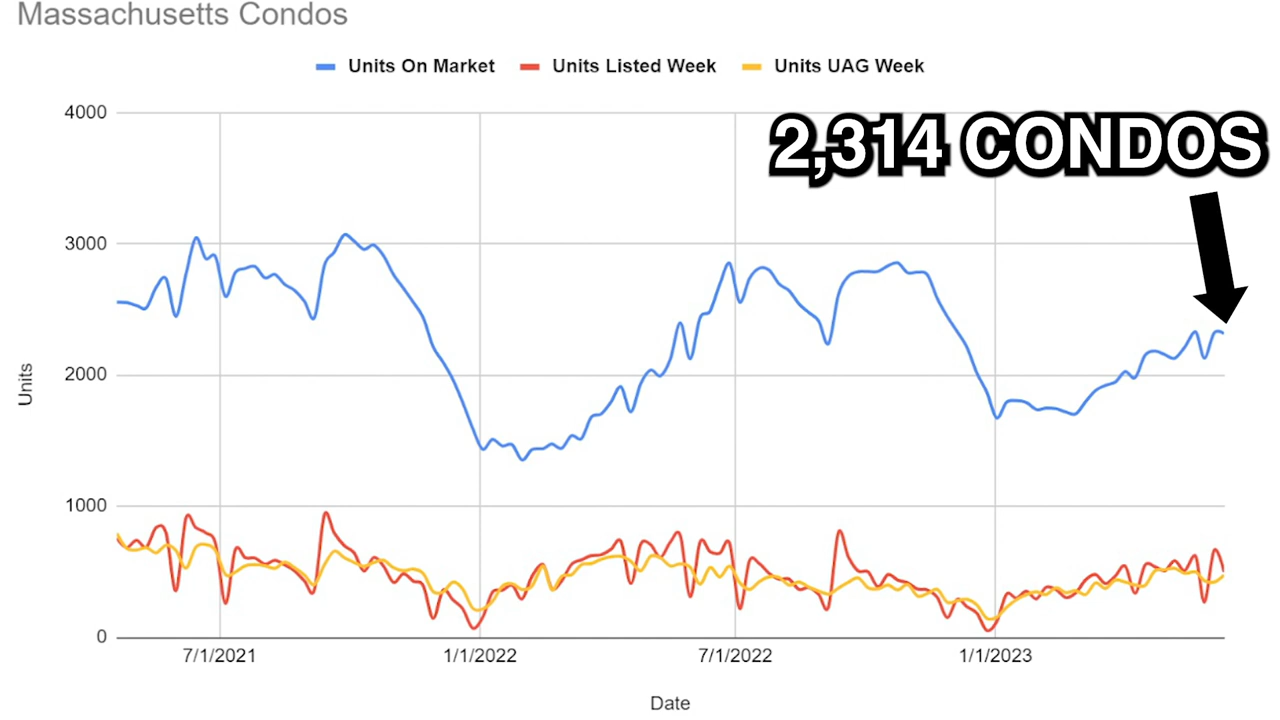 Massachusetts Condos
Units On Market Units Listed Week Units UAG Week
4000
2,314 CONDOS
3000
2000
1000
0
Units
7/1/2021 1/1/2022 7/1/2022 1/1/2023
Date